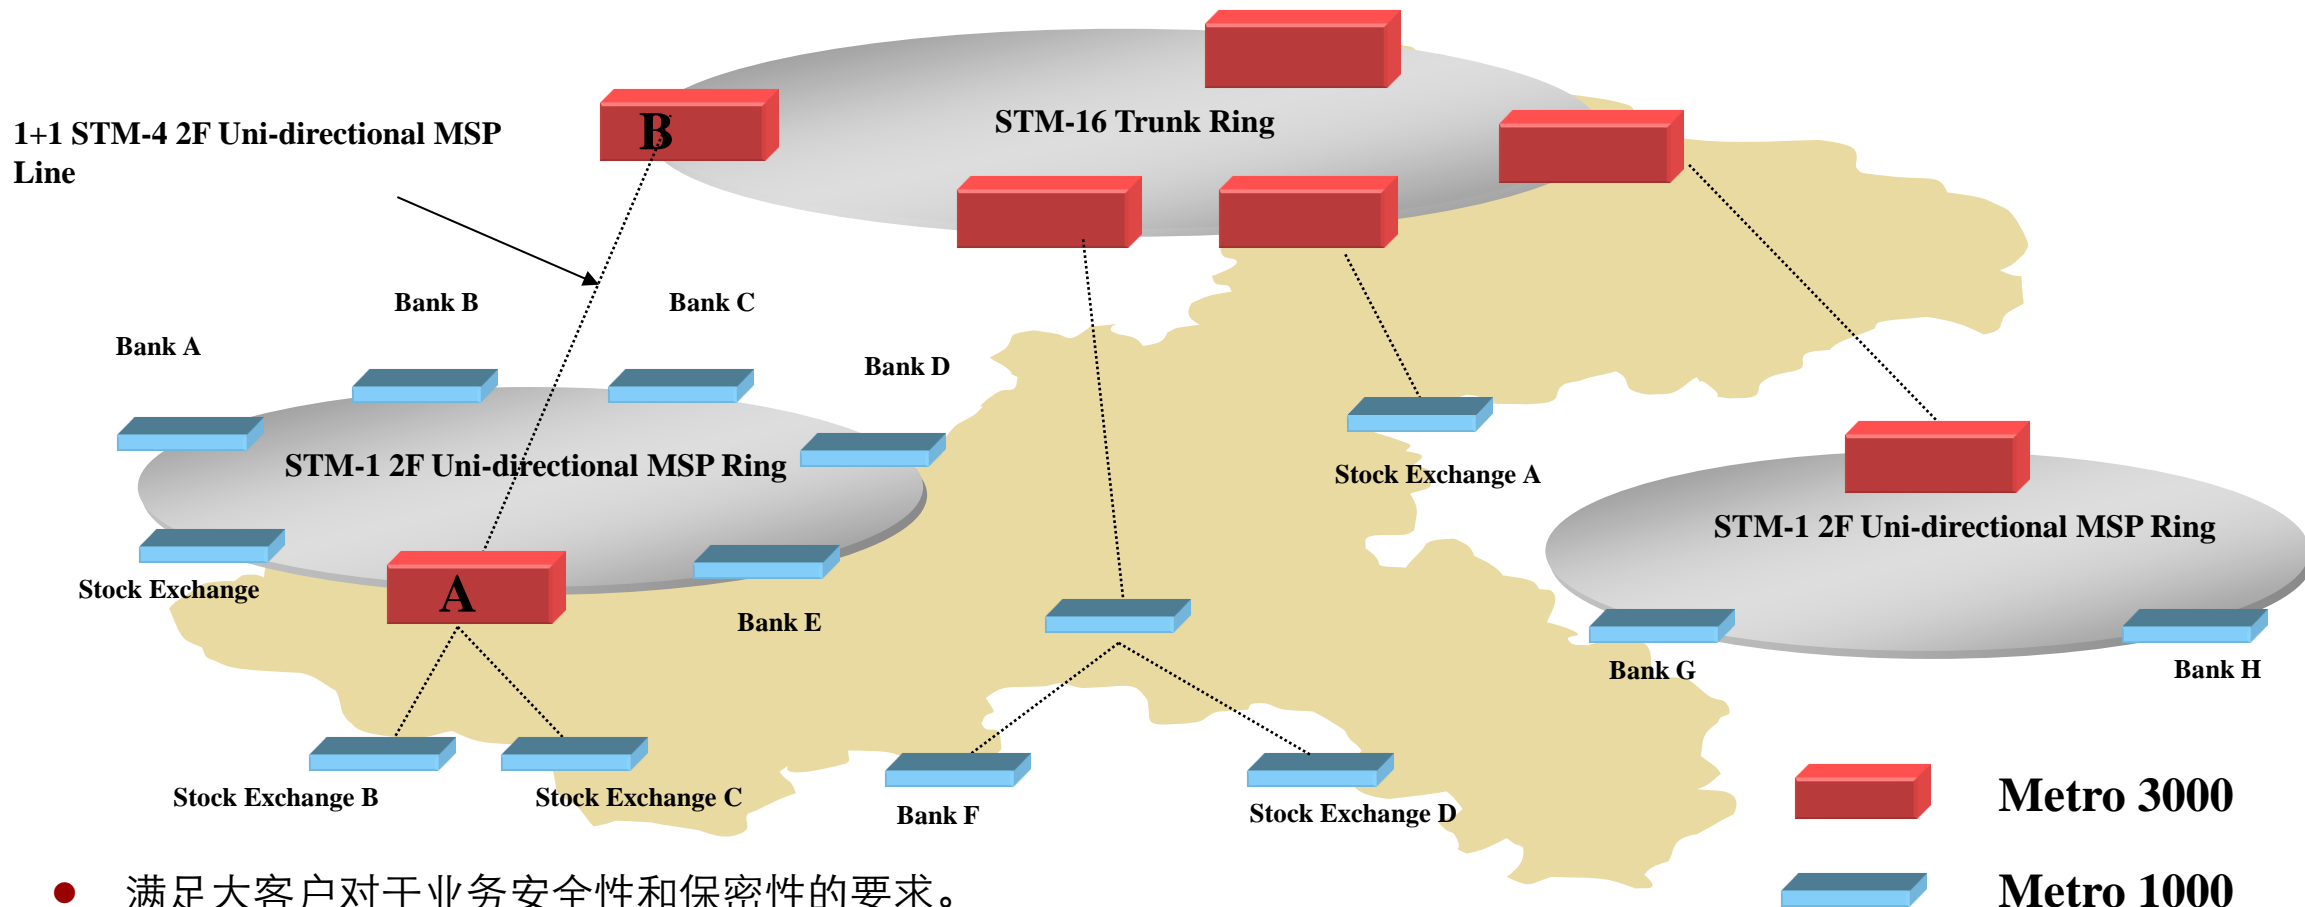 STM-16 Trunk Ring
B
1+1 STM-4 2F Uni-directional MSP
Line
Bank B
Bank C
Bank A
Bank D
STM-1 2F Uni-directional MSP Ring
Stock Exchange A
STM-1 2F Uni-directional MSP Ring
Stock Exchange
A
Bank E
Bank G
Bank H
Stock Exchange B
Stock Exchange C
Bank F
Stock Exchange D
Metro 3000
Metro 1000
● 满足大客户对于业务安全性和保密性的要求。